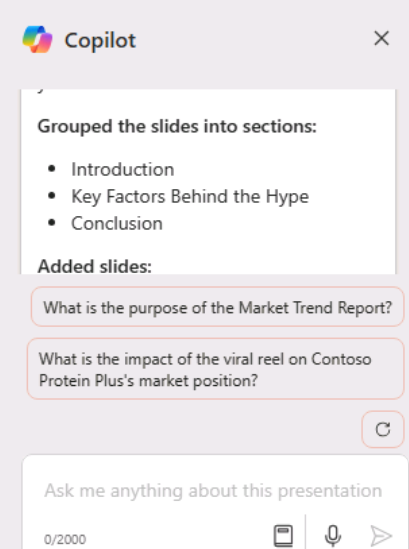 Copilot
Grouped the slides into sections:
Introduction
Key Factors Behind the Hype
Conclusion
Added slides:
What is the purpose of the Market Trend Report?
What is the impact of the viral reel on Contoso
Protein Plus's market position?
Ask me anything about this presentation
0/2000